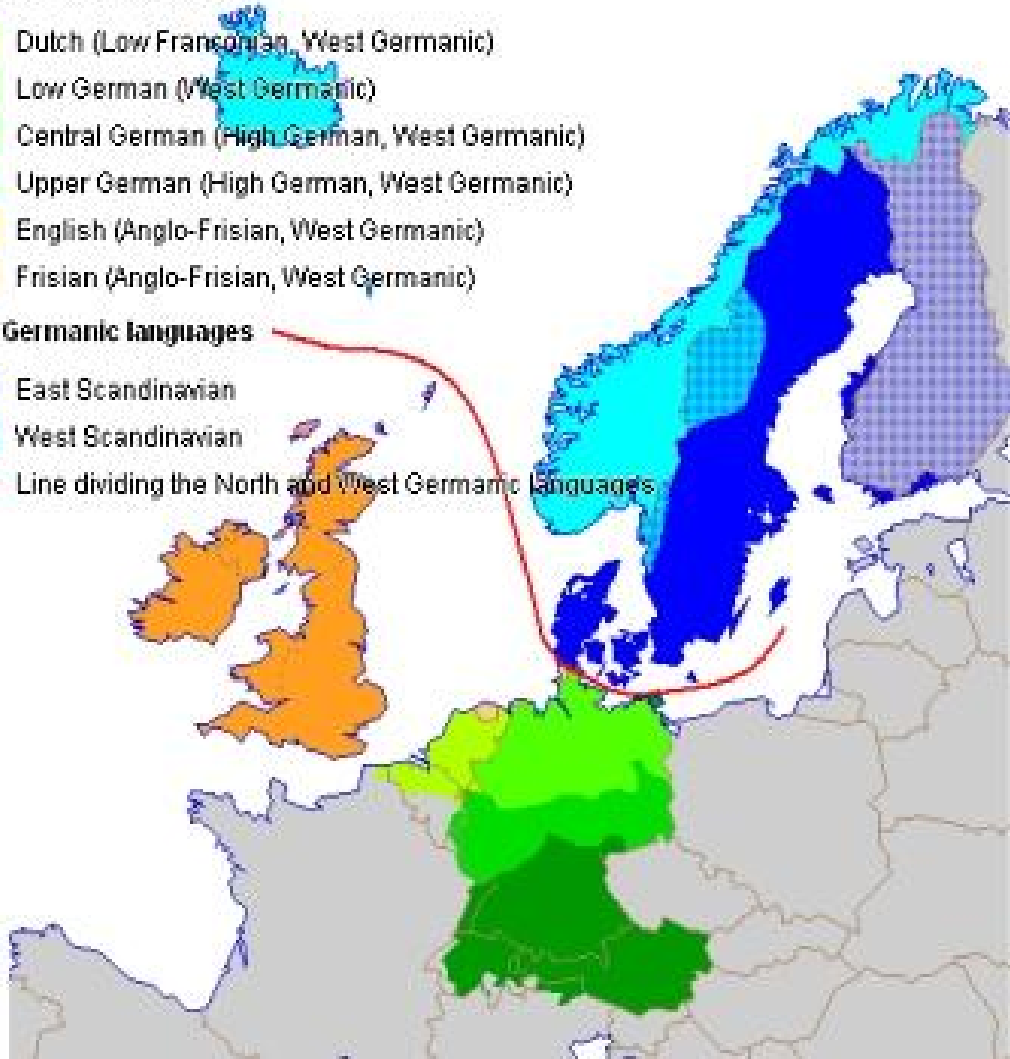 Dutch (Low Franconian, West Germanic)
Low German (West Germanic)
Central German (High German, West Germanic)
Upper German (High German, West Germanic)
English (Anglo-Frisian, West Germanic)
Frisian (Anglo-Frisian, West Germanic)
Germanic languages
East Scandinavian
West Scandinavian
Line dividing the North and West Germanic languages